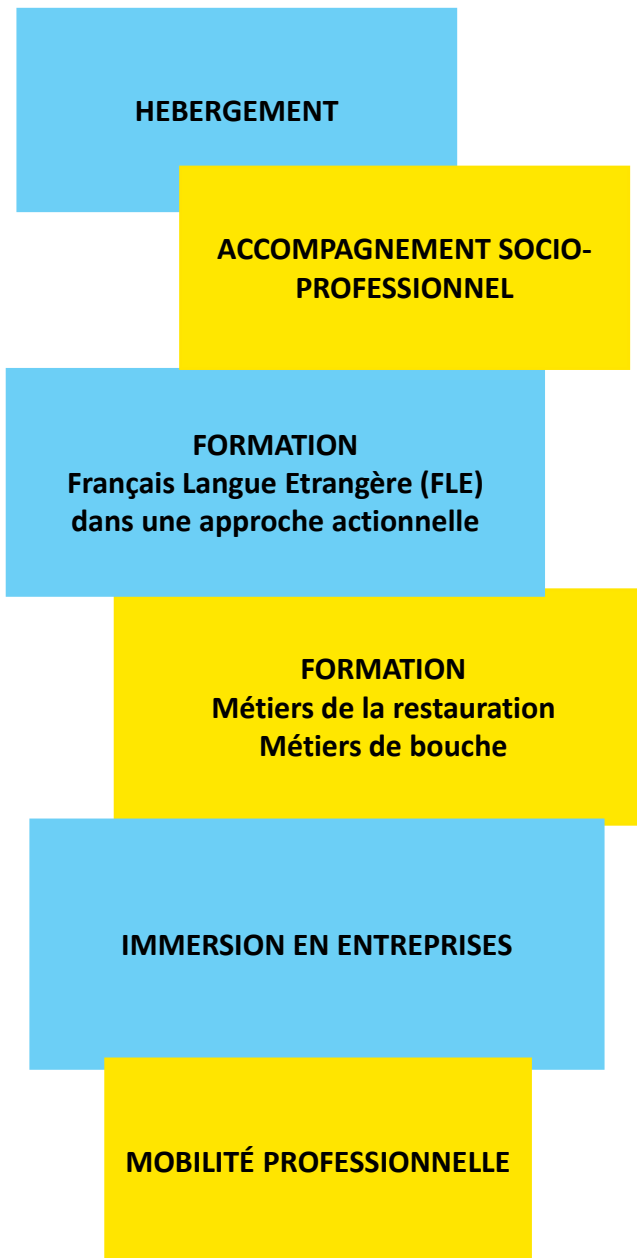 HEBERGEMENT
ACCOMPAGNEMENT SOCIO-
PROFESSIONNEL
FORMATION
Français Langue Etrangère (FLE)
dans une approche actionnelle
FORMATION
Métiers de la restauration
Métiers de bouche
IMMERSION EN ENTREPRISES
MOBILITÉ PROFESSIONNELLE